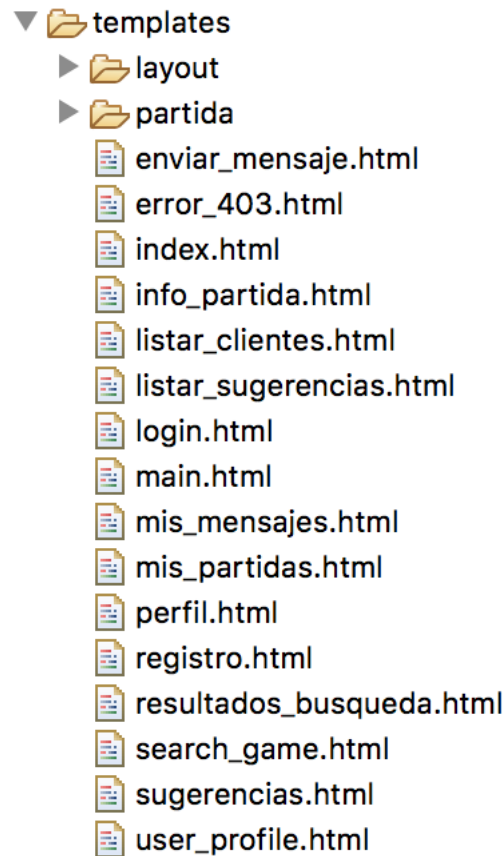 templates
layout
partida
enviar_mensaje.html
error_403.html
index.html
info_partida.html
listar_clientes.html
listar_sugerencias.html
login.html
main.html
mis_mensajes.html
mis_partidas.html
perfil.html
registro.html
resultados_busqueda.html
search_game.html
sugerencias.html
user_profile.html